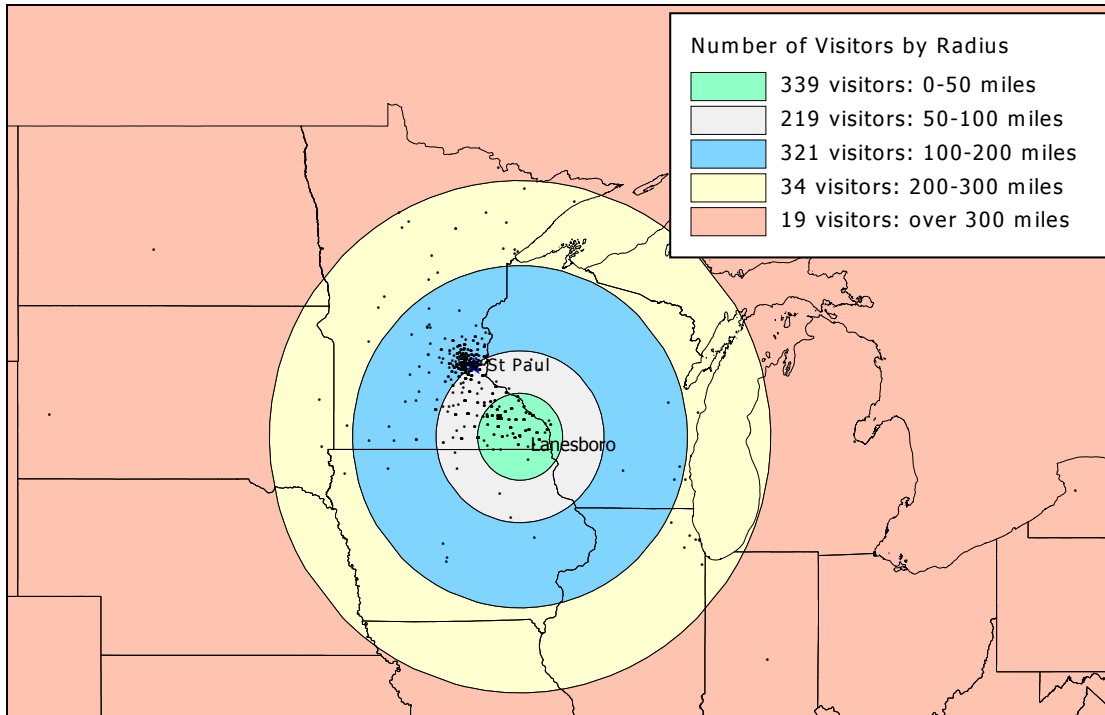 Number of Visitors by Radius
339 visitors: 0-50 miles
219 visitors: 50-100 miles
321 visitors: 100-200 miles
34 visitors: 200-300 miles
19 visitors: over 300 miles
St Paul
Lanesboro